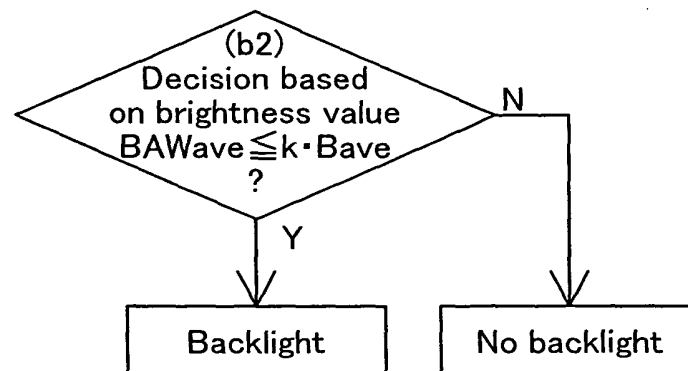 (b2)
Decision based
on brightness value
BAWave≦k·Bave
?
N
Y
Backlight
No backlight